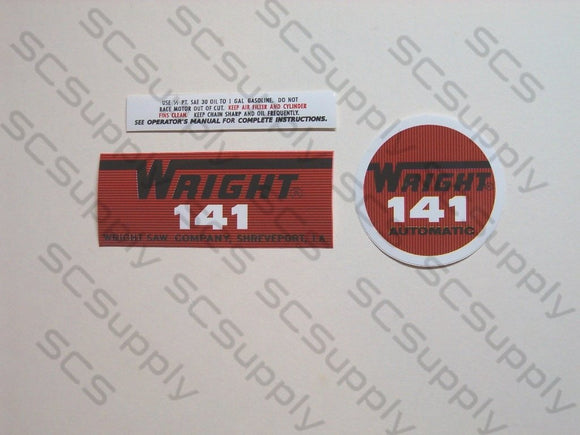 USE ½ PT. SAE 30 OIL TO 1 GAL GASOLINE. DO NOT
RACE MOTOR OUT OF CUT. KEEP AIR FILTER AND CYLINDER
FINS CLEAN. KEEP CHAIN SHARP AND OIL FREQUENTLY.
SEE OPERATOR'S MANUAL FOR COMPLETE INSTRUCTIONS.
WRIGHT®
141
WRIGHT SAW COMPANY, SHREVEPORT, LA
WRIGHT®
141
AUTOMATIC
SCSupply